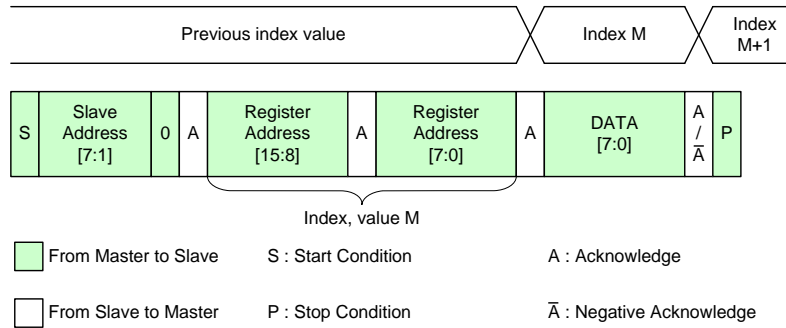 Previous index value
Index M
Index
M+1
S
Slave
Address
[7:1]
0
A
Register
Address
[15:8]
A
Register
Address
[7:0]
A
DATA
[7:0]
A
/
A̅
P
Index, value M
From Master to Slave
S : Start Condition
A : Acknowledge
From Slave to Master
P : Stop Condition
A̅ : Negative Acknowledge